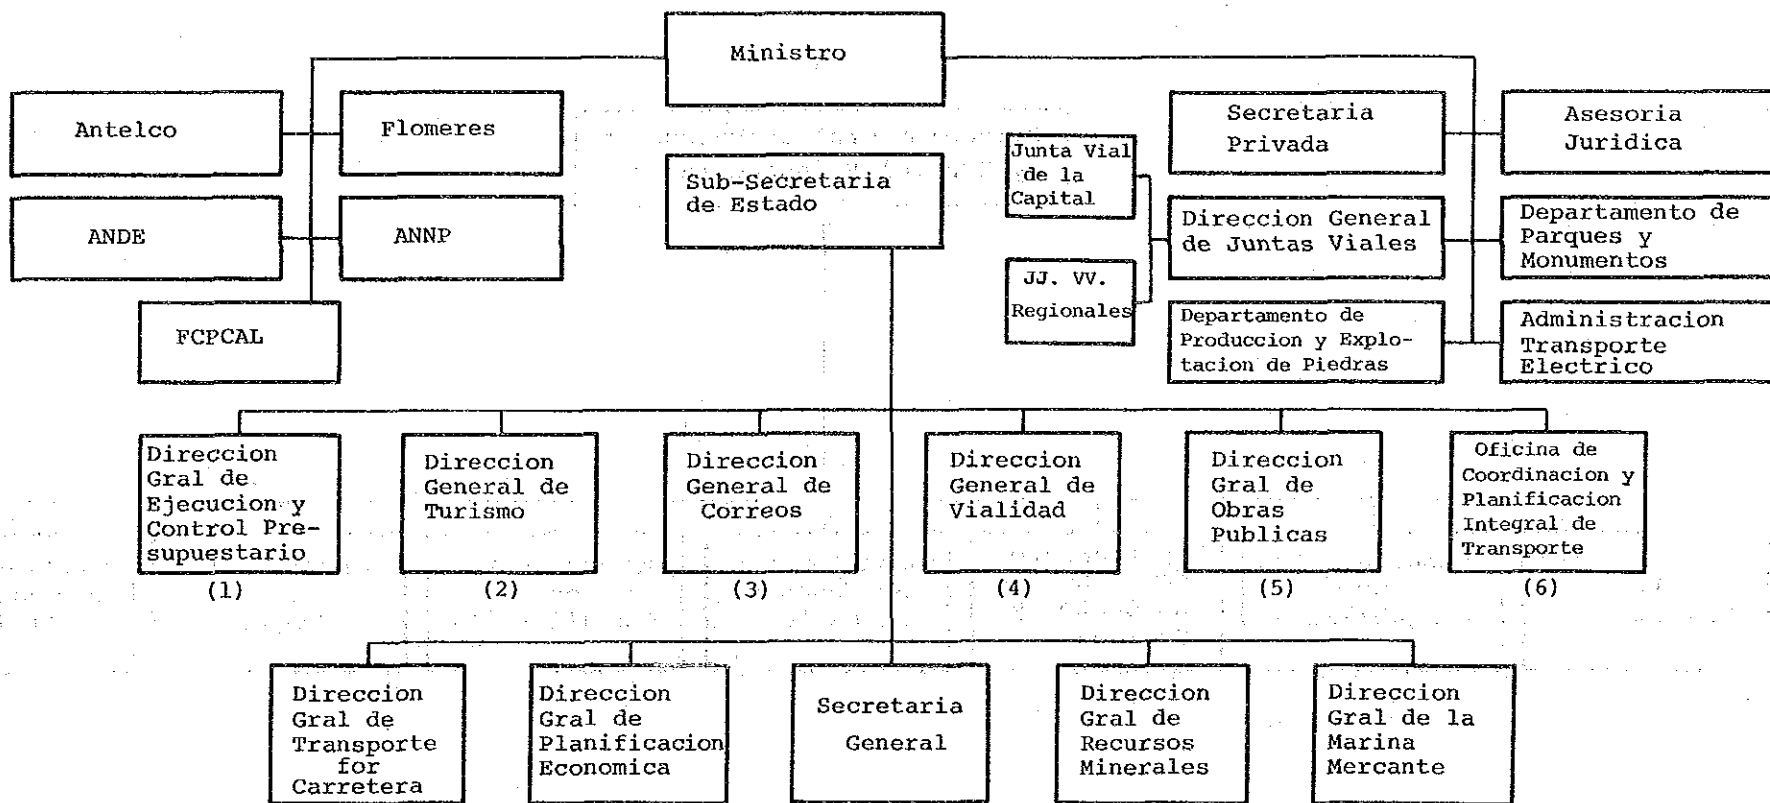 Ministro
Antelco
Flomeres
Secretaria
Privada
Asesoria
Juridica
Junta Vial
de la
Capital
Sub-Secretaria
de Estado
ANDE
ANNP
Direccion General
de Juntas Viales
Departamento de
Parques y
Monumentos
JJ. VV.
Regionales
FCPCAL
Departamento de
Produccion y Explo-
tacion de Piedras
Administracion
Transporte
Electrico
Direccion
Gral de
Ejecucion y
Control Pre-
supuestario
(1)
Direccion
General de
Turismo
(2)
Direccion
General de
Correos
(3)
Direccion
General de
Vialidad
(4)
Direccion
Gral de
Obras
Publicas
(5)
Oficina de
Coordinacion y
Planificacion
Integral de
Transporte
(6)
Direccion
Gral de
Transporte
for
Carretera
Direccion
Gral de
Planificacion
Economica
Secretaria
General
Direccion
Gral de
Recursos
Minerales
Direccion
Gral de la
Marina
Mercante